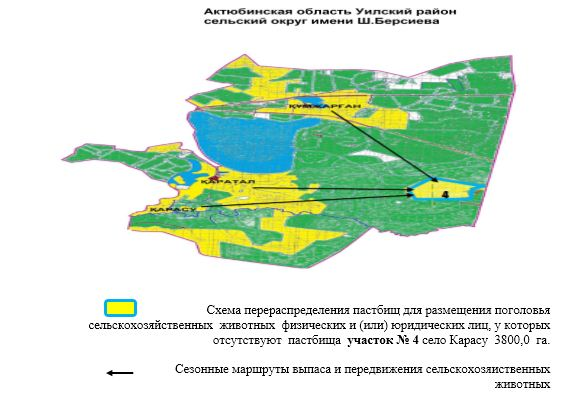 Актюбинская область Уилский район
сельский округ имени Ш.Берсиева
ҚҰМЖАРҒАН
ҚАРАТАЛ
4
ҚАРАСУ
Схема перераспределения пастбищ для размещения поголовья
сельскохозяйственных животных физических и (или) юридических лиц, у которых
отсутствуют пастбища участок № 4 село Карасу 3800,0 га.
Сезонные маршруты выпаса и передвижения сельскохозяиственных
животных